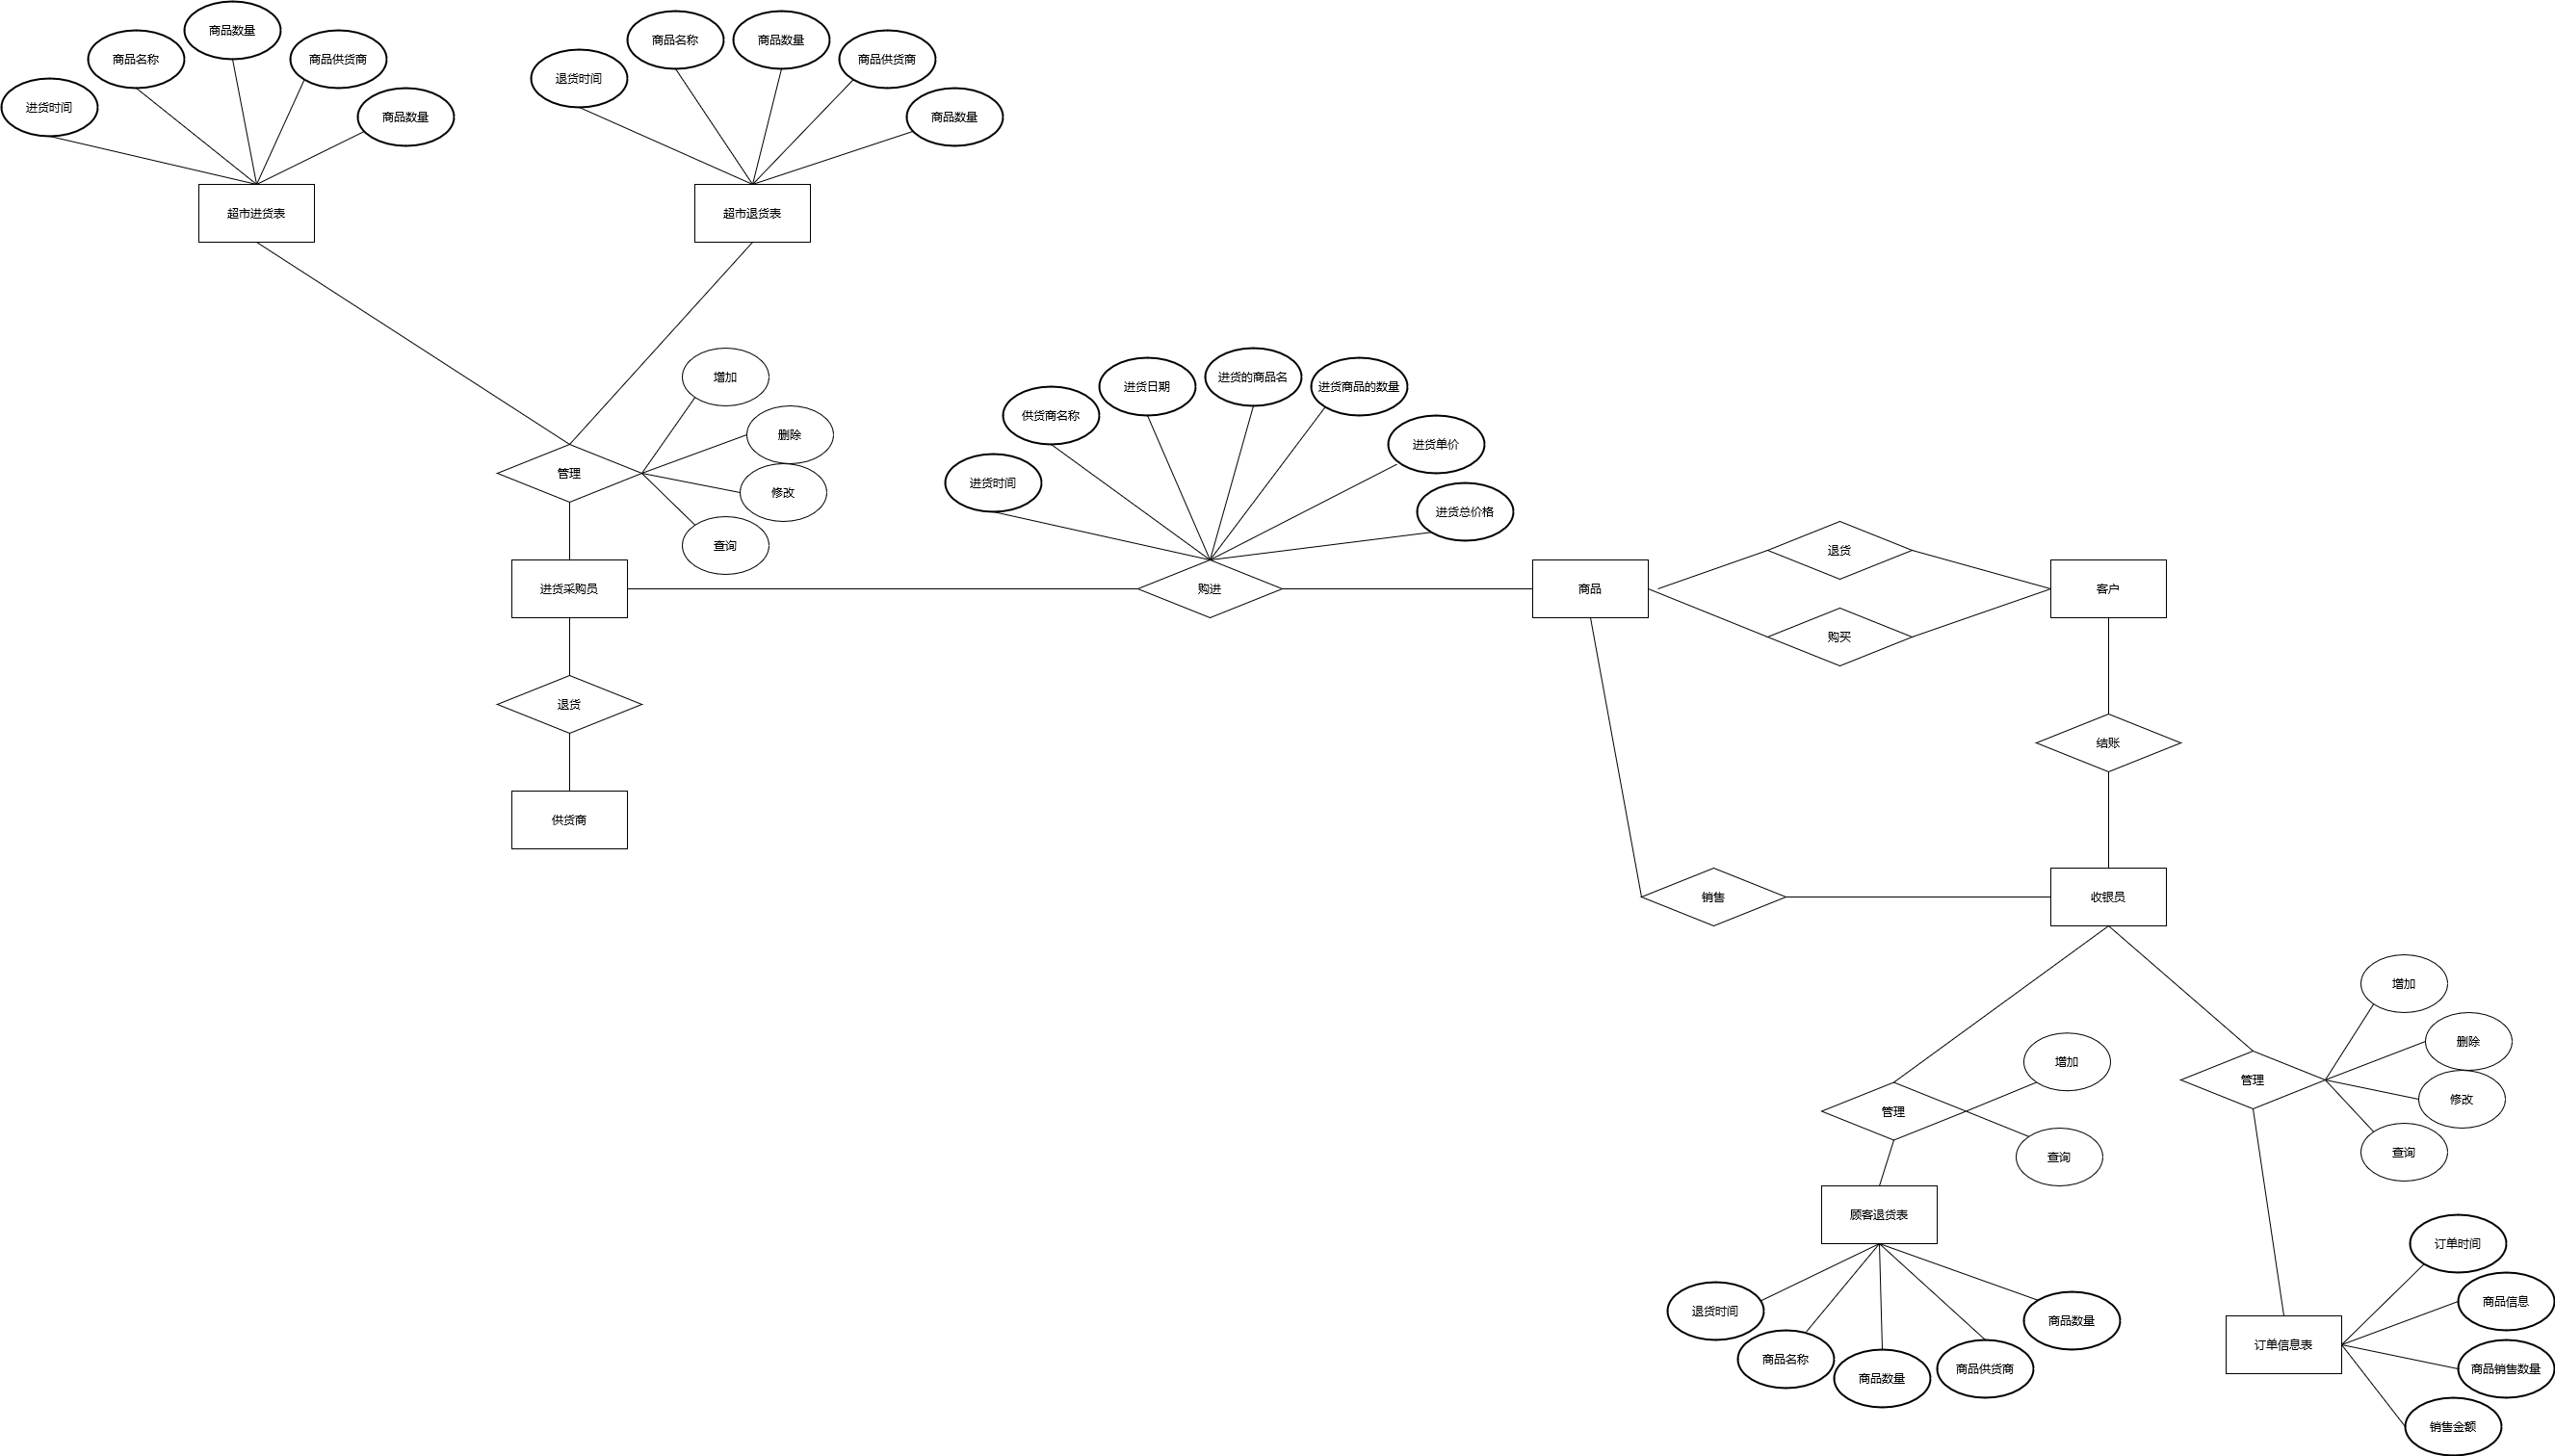 商品数量
商品名称
商品供货商
进货时间
商品数量
商品名称
商品数量
退货时间
商品供货商
商品数量
超市进货表
超市退货表
增加
删除
管理
修改
查询
进货的商品名
进货日期
进货商品的数量
供货商名称
进货单价
进货时间
进货总价格
进货采购员
购进
商品
退货
购买
客户
退货
结账
供货商
销售
收银员
增加
删除
管理
修改
查询
增加
管理
查询
顾客退货表
订单时间
商品信息
订单信息表
商品销售数量
销售金额
退货时间
商品名称
商品数量
商品供货商
商品数量